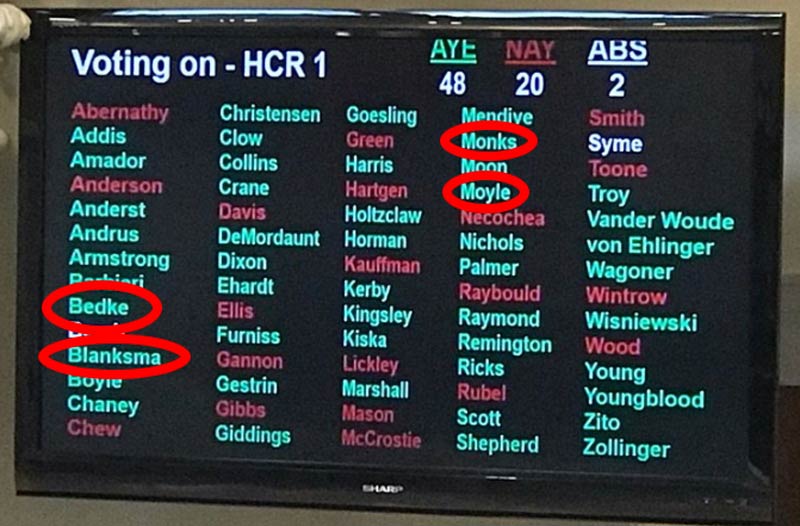 Voting on - HCR 1
AYE NAY ABS
48 20 2
Abernathy
Addis
Amador
Anderson
Anderst
Andrus
Armstrong
Barbieri
Bedke
Blanksma
Boyle
Chaney
Chew
Christensen
Clow
Collins
Crane
Davis
DeMordaunt
Dixon
Ehardt
Ellis
Furniss
Gannon
Gestrin
Gibbs
Giddings
Goesling
Green
Harris
Hartgen
Holtzclaw
Horman
Kauffman
Kerby
Kingsley
Kiska
Lickley
Marshall
Mason
McCrostie
Mendive
Monks
Moon
Moyle
Necochea
Nichols
Palmer
Raybould
Raymond
Remington
Ricks
Rubel
Scott
Shepherd
Smith
Syme
Toone
Troy
Vander Woude
von Ehlinger
Wagoner
Wintrow
Wisniewski
Wood
Young
Youngblood
Zito
Zollinger
SHARP